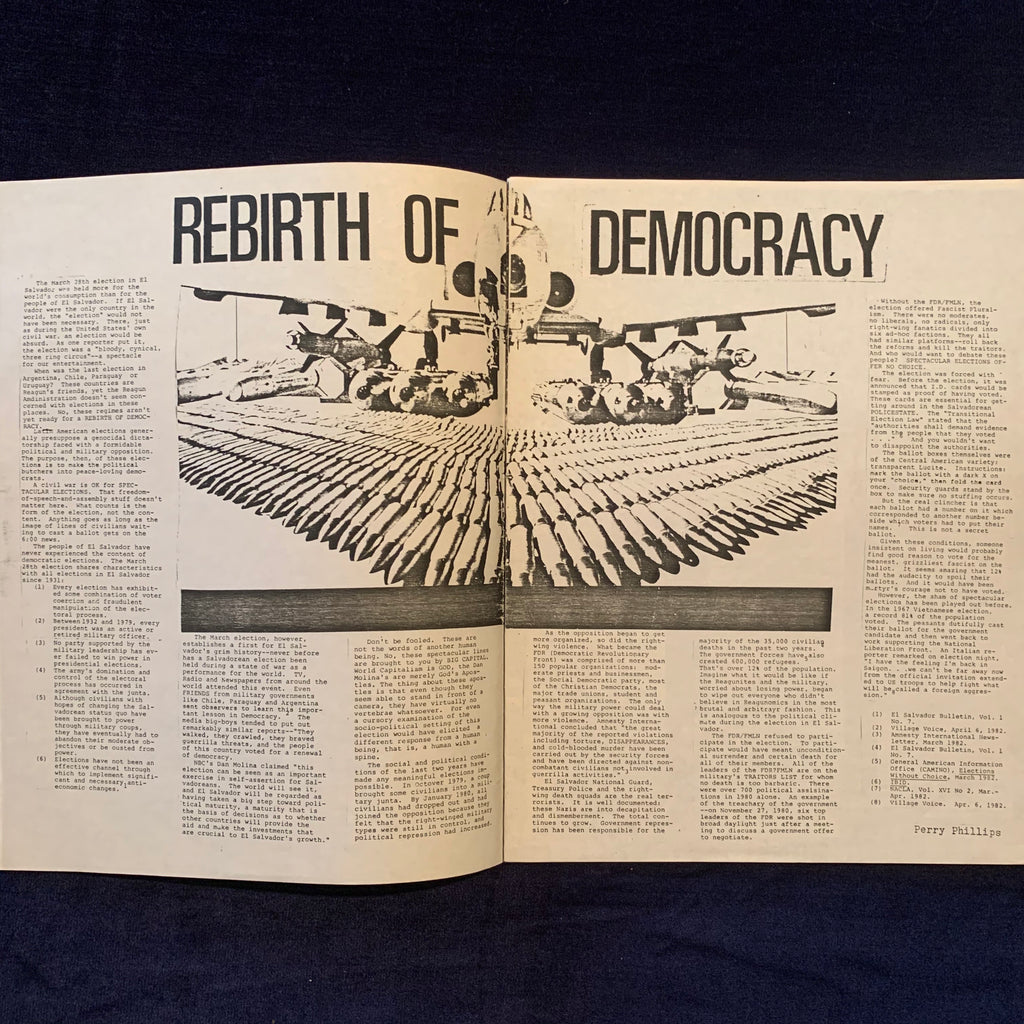 REBIRTH OF DEMOCRACY
The March 28th election in El
Salvador was held more for the
world's consumption than for the
people of El Salvador. If El Sal-
vador were the only country in the
world, the "election" would not
have been necessary. There, just
as during the United States' own
civil war, an election would be
absurd. As one reporter put it,
the election was a "bloody, cynical,
three ring circus"--a spectacle
for our entertainment.
When was the last election in
Argentina, Chile, Paraguay or
Uruguay? These countries are
Reagan's friends, yet the Reagan
Administration doesn't seem con-
cerned with elections in these
places. No, these regimes aren't
yet ready for a REBIRTH OF DEMOC-
RACY.
Latin American elections gener-
ally presuppose a genocidal dicta-
torship faced with a formidable
political and military opposition.
The purpose, then, of these elec-
tions is to make the political
butchers into peace-loving demo-
crats.
A civil war is OK for SPEC-
TACULAR ELECTIONS. That freedom-
of-speech-and-assembly stuff doesn't
matter here. What counts is the
form of the election, not the con-
tent. Anything goes as long as the
image of lines of civilians wait-
ing to cast a ballot gets on the
6:00 news.
The people of El Salvador have
never experienced the content of
democratic elections. The March
28th election shares characteristics
with all elections in El Salvador
since 1931:
(1) Every election has exhibit-
ed some combination of voter
coercion and fraudulent
manipulation of the elec-
toral process.
(2) Between 1932 and 1979, every
president was an active or
retired military officer.
(3) No party supported by the
military leadership has ev-
er failed to win power in
presidential elections.
(4) The army's domination and
control of the electoral
process has occurred in
agreement with the junta.
(5) Although civilians with
hopes of changing the Sal-
vadorean status quo have
been brought to power
through military coups,
they have eventually had to
abandon their moderate ob-
jectives or be ousted from
power.
(6) Elections have not been an
effective channel through
which to implement signifi-
cant and necessary anti-
economic changes.
The March election, however,
establishes a first for El Sal-
vador's grim history--never before
has a Salvadorean election been
held during a state of war as a
performance for the world. TV,
Radio and Newspapers from around the
world attended this event. Even
FRIENDS from military governments
like Chile, Paraguay and Argentina
sent observers to learn this impor-
tant lesson in Democracy. The
media big-boys tended to put out
remarkably similar reports--"They
walked, they crawled, they braved
guerrilla threats, and the people
of this country voted for a renewal
of democracy.
NBC's Dan Molina claimed "this
election can be seen as an important
exercise in self-assertion for Sal-
vadoreans. The world will see it,
and El Salvador will be regarded as
having taken a big step toward poli-
tical maturity, a maturity that is
the basis of decisions as to whether
other countries will provide the
aid and make the investments that
are crucial to El Salvador's growth."
Don't be fooled. These are
not the words of another human
being. No, these spectacular lines
are brought to you by BIG CAPITAL.
World Capitalism is GOD, the Dan
Molina's are merely God's Apos-
tles. The thing about these apos-
tles is that even though they
seem able to stand in front of a
camera, they have virtually no
vertebrae whatsoever. For even
a cursory examination of the
socio-political setting of this
election would have elicited
different response from a human
being, that is, a human with a
spine.
The social and political condi-
tions of the last two years have
made any meaningful elections im-
possible. In October 1979, a coup
brought some civilians into a mili-
tary junta. By January 1980, all
civilians had dropped out and had
joined the opposition because they
felt that the right-winged military
types were still in control, and
political repression had increased.
As the opposition began to get
more organized, so did the right-
wing violence. What became the
FDR (Democratic Revolutionary
Front) was comprised of more than
150 popular organizations: mod-
erate priests and businessmen,
the Social Democratic party, most
of the Christian Democrats, the
major trade unions, student and
peasant organizations. The only
way the military power could deal
with a growing opposition was with
more violence. Amnesty Interna-
tional concluded that "the great
majority of the reported violations
including torture, DISAPPEARANCES,
and cold-blooded murder have been
carried out by the security forces
and have been directed against non-
combatant civilians not involved in
guerrilla activities."
El Salvador National Guard,
Treasury Police and the right-
wing death squads are the real ter-
rorists. It is well documented:
these Nazis are into decapitation
and dismemberment. The total con-
tinues to grow. Government repres-
sion has been responsible for the
majority of the 35,000 civilian
deaths in the past two years.
The government forces have also
created 600,000 refugees.
That's over 12% of the population.
Imagine what it would be like if
the Reaganites and the military,
worried about losing power, began
to wipe out everyone who didn't
believe in Reaganomics in the most
brutal and arbitrayr fashion. This
is analogous to the political cli-
mate during the election in El Sal-
vador.
The FDR/FMLN refused to parti-
cipate in the election. To parti-
cipate would have meant uncondition-
al surrender and certain death for
all of their members. All of the
leaders of the FDR?FMLN are on the
military's TRAITORS LIST for whom
no death is too barbaric. There
were over 700 political assasina-
tions in 1980 alone. An example
of the treachery of the government
--on November 27, 1980, six top
leaders of the FDR were shot in
broad daylight just after a meet-
ing to discuss a government offer
to negotiate.
Without the FDR/FMLN, the
election offered Fascist Plural-
ism. There were no moderates,
no liberals, no radicals, only
right-wing fanatics divided into
six ad-hoc factions. They all
had similar platforms--roll back
the reforms and kill the traitors.
And who would want to debate these
people? SPECTACULAR ELECTIONS OF-
FER NO CHOICE.
The election was forced with
fear. Before the election, it was
announced that I.D. cards would be
stamped as proof of having voted.
These cards are essential for get-
ting around in the Salvadorean
POLICESTATE. The "Transitional
Election Law" stated that the
"authorities shall demand evidence
from the people that they voted
. . . ." And you wouldn't want
to disappoint the authorities.
The ballot boxes themselves were
of the Central American variety:
transparent Lucite. Instructions:
mark the ballot with a dark X on
your "choice," then fold the card
once. Security guards stand by the
box to make sure no stuffing occurs.
But the real clincher is that
each ballot had a number on it which
corresponded to another number be-
side which voters had to put their
names. This is not a secret
ballot.
Given these conditions, someone
insistent on living would probably
find good reason to vote for the
meanest, grizzliest fascist on the
ballot. It seems amazing that 12%
had the audacity to spoil their
ballots. And it would have been
Martyr's courage not to have voted.
However, the sham of spectacular
elections has been played out before.
In the 1967 Vietnamese election,
a record 81% of the population
voted. The peasants dutifully cast
their ballot for the government
candidate and then went back to
work supporting the National
Liberation Front. An Italian re-
porter remarked on election night,
"I have the feeling I'm back in
Saigon. . .we can't be far away now
from the official invitation extend-
ed to US troops to help fight what
will be called a foreign aggres-
sion."
(1) El Salvador Bulletin, Vol. 1
No. 7.
(2) Village Voice, April 6, 1982.
(3) Amnesty International News-
letter, March 1982.
(4) El Salvador Bulletin, Vol. 1
No. 7
(5) General American Information
Office (CAMINO), Elections
Without Choice, March 1982.
(6) IBID.
(7) NACLA, Vol. XVI No 2, Mar.-
Apr. 1982.
(8) Village Voice. Apr. 6, 1982.
Perry Phillips